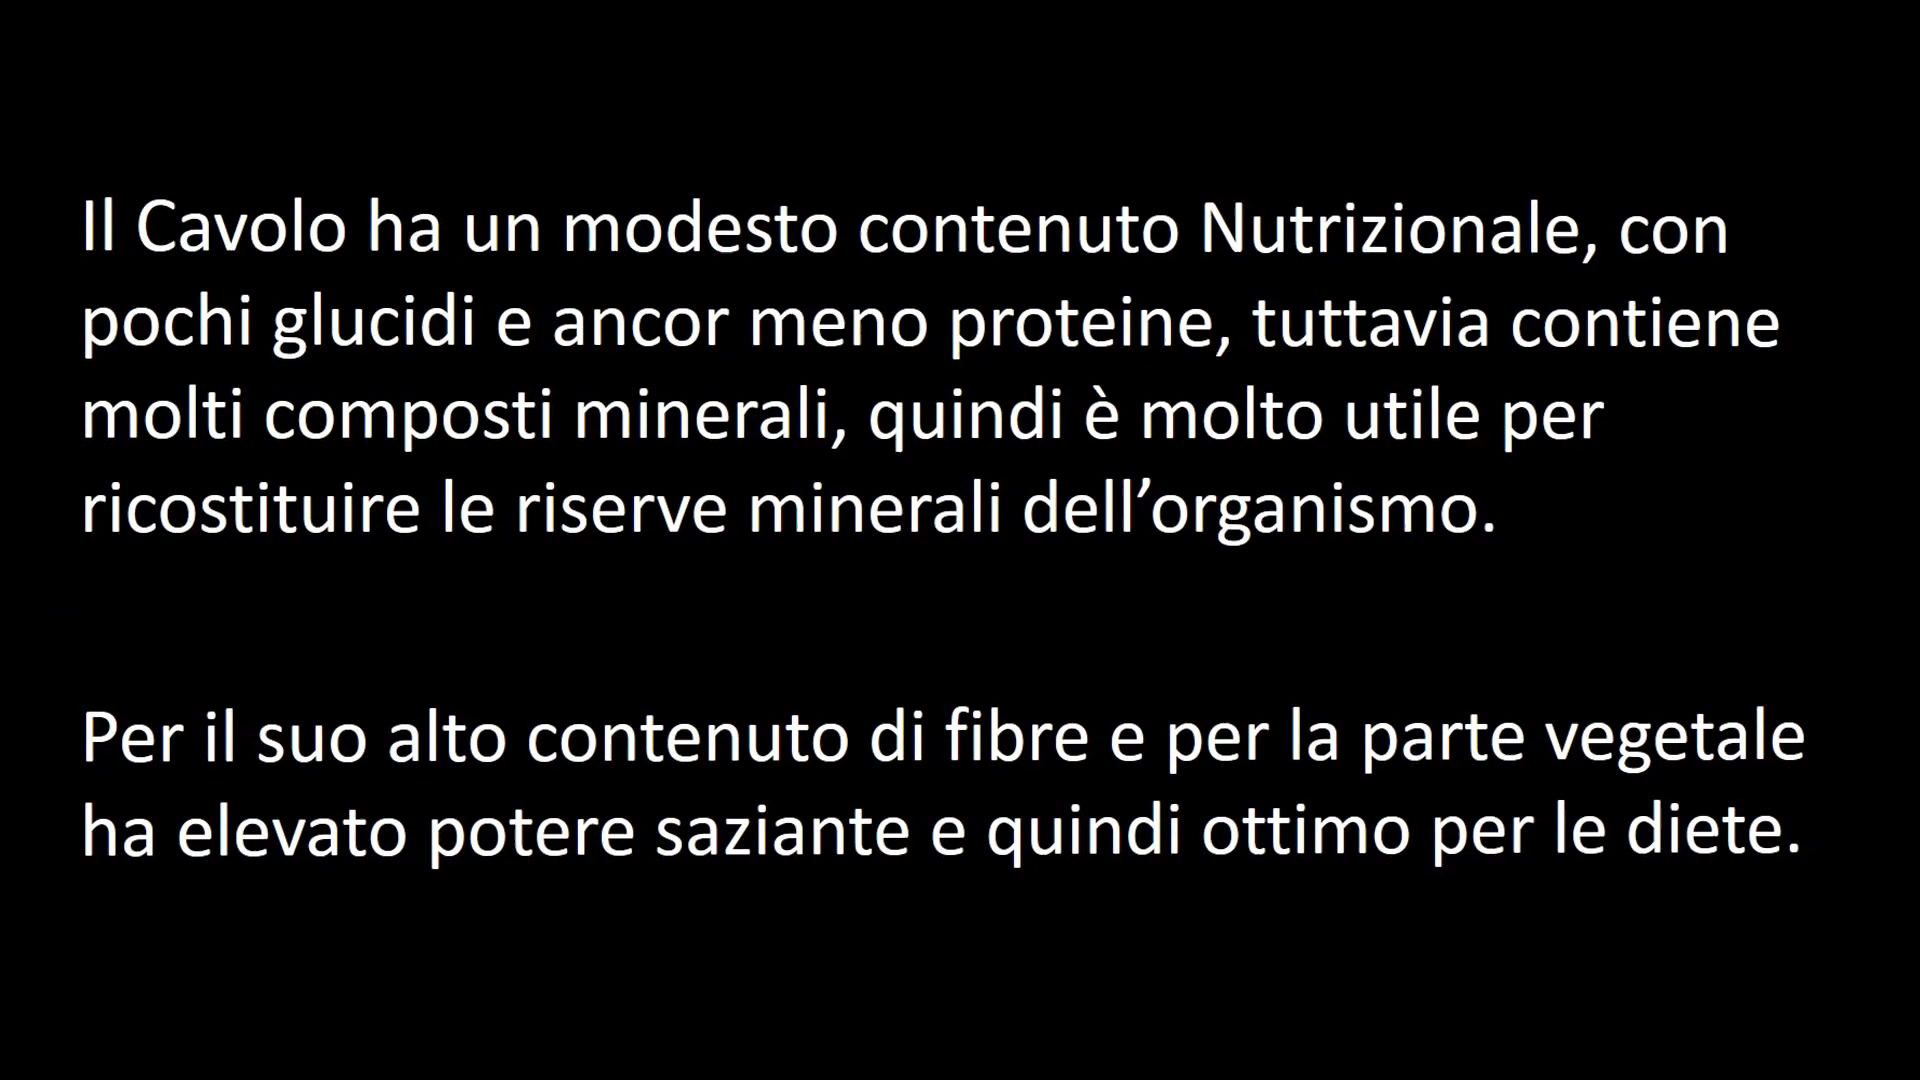 Il Cavolo ha un modesto contenuto Nutrizionale, con
pochi glucidi e ancor meno proteine, tuttavia contiene
molti composti minerali, quindi è molto utile per
ricostituire le riserve minerali dell’organismo.
Per il suo alto contenuto di fibre e per la parte vegetale
ha elevato potere saziante e quindi ottimo per le diete.